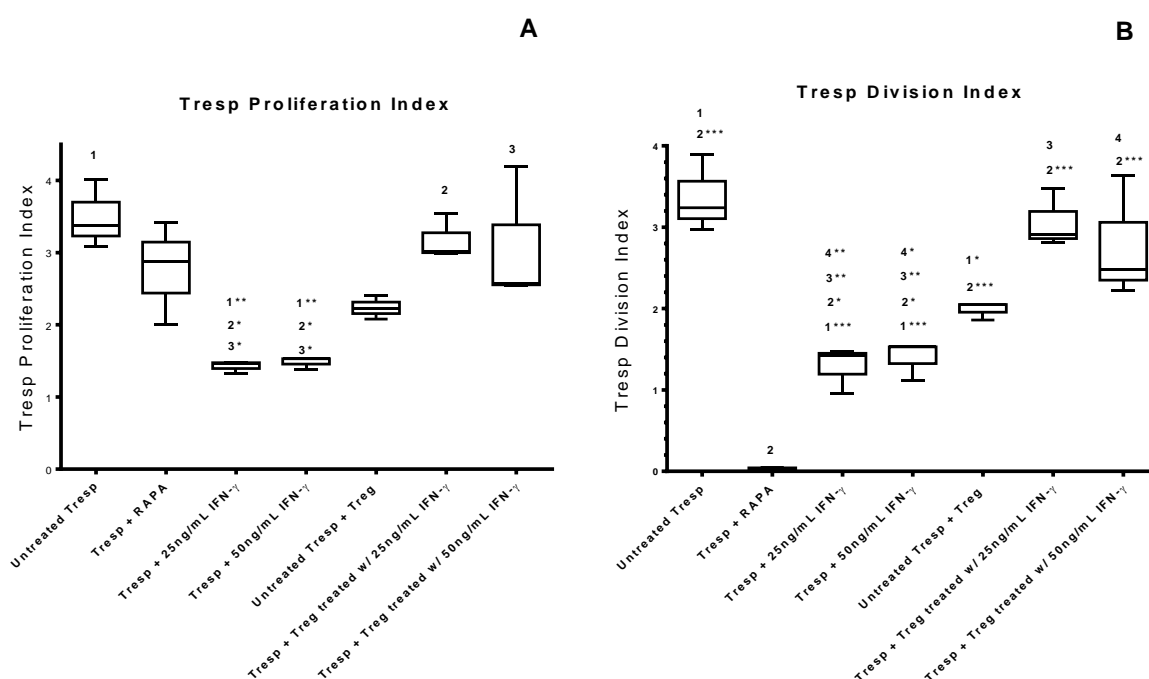 A
Tresp Proliferation Index
Tresp Proliferation Index
4
3
2
1
0
1
1**
2*
3*
1**
2*
3*
2
3
Untreated Tresp
Tresp + RAPA
Tresp + 25ng/mL IFN-γ
Tresp + 50ng/mL IFN-γ
Untreated Tresp + Treg
Tresp + Treg treated w/ 25ng/mL IFN-γ
Tresp + Treg treated w/ 50ng/mL IFN-γ
B
Tresp Division Index
Tresp Division Index
4
3
2
1
0
1
2***
2
4**
3**
2*
1***
4*
3**
2*
1***
1*
2***
3
2***
4
2***
Untreated Tresp
Tresp + RAPA
Tresp + 25ng/mL IFN-γ
Tresp + 50ng/mL IFN-γ
Untreated Tresp + Treg
Tresp + Treg treated w/ 25ng/mL IFN-γ
Tresp + Treg treated w/ 50ng/mL IFN-γ